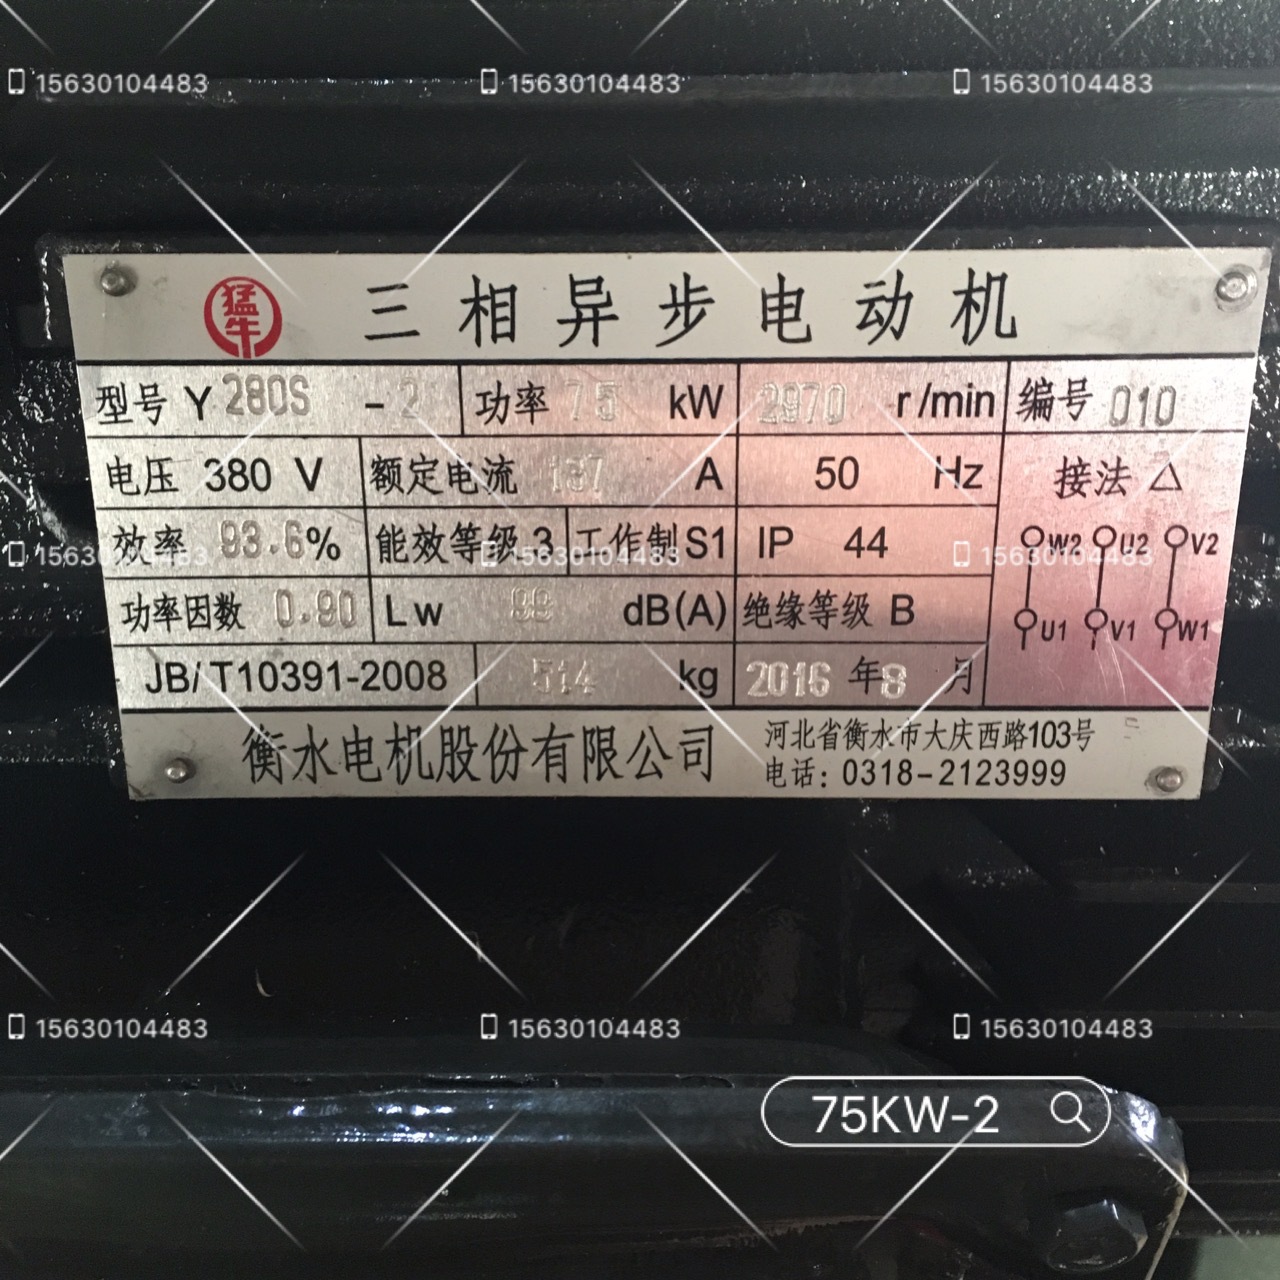 15630104483 15630104483 15630104483
猛牛 三相异步电动机
型号 Y 280S -2 功率 75 kW 2970 r/min 编号 010
电压 380 V 额定电流 137 A 50 Hz 接法 △
效率 93.6% 能效等级 3 工作制 S1 IP 44 W2 U2 V2
15630104483 15630104483 15630104483
功率因数 0.90 Lw dB(A) 绝缘等级 B U1 V1 W1
JB/T10391-2008 514 kg 2016 年 8 月
衡水电机股份有限公司 河北省衡水市大庆西路103号
电话：0318-2123999
15630104483 15630104483 15630104483
75KW-2